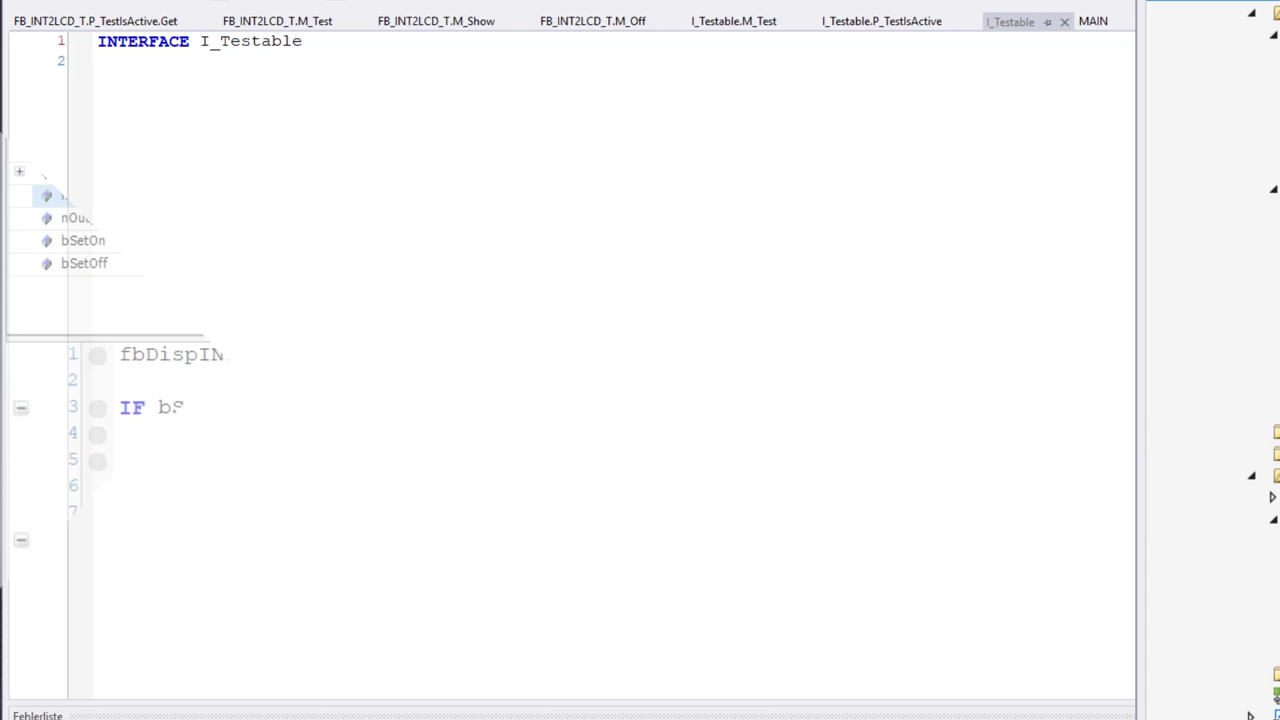 FB_INT2LCD_T.P_TestIsActive.Get FB_INT2LCD_T.M_Test FB_INT2LCD_T.M_Show FB_INT2LCD_T.M_Off I_Testable.M_Test I_Testable.P_TestIsActive I_Testable MAIN
1 INTERFACE I_Testable
2
bSetOn
bSetOff
1
2
3 IF
4
5
6
7
Fehlerliste